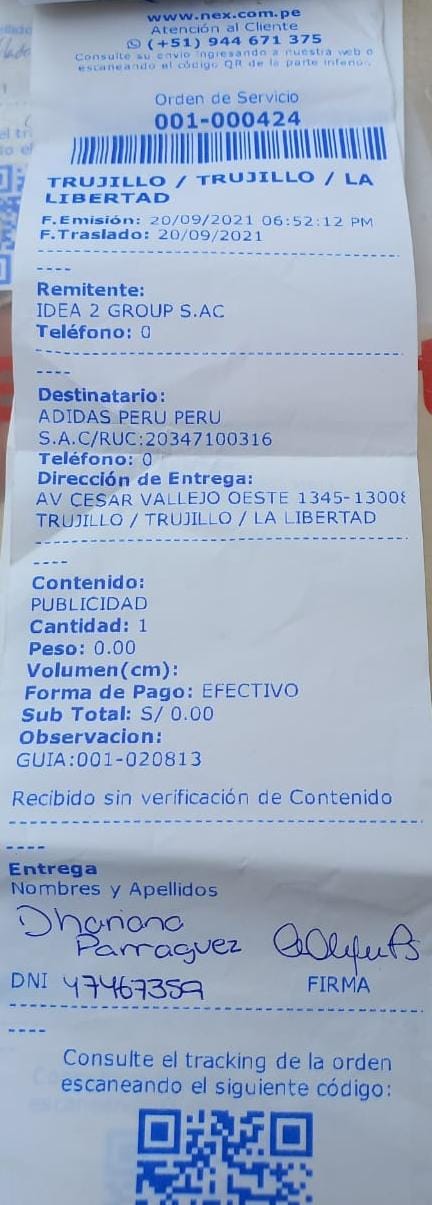 www.nex.com.pe
Atención al Cliente
(+51) 944 671 375
Consulte su envio ingresando a nuestra web o
escaneando el código QR de la parte inferior.
Orden de Servicio
001-000424
TRUJILLO / TRUJILLO / LA
LIBERTAD
F.Emisión: 20/09/2021 06:52:12 PM
F.Traslado: 20/09/2021
----
Remitente:
IDEA 2 GROUP S.AC
Teléfono: 0
----
Destinatario:
ADIDAS PERU PERU
S.A.C/RUC:20347100316
Teléfono: 0
Dirección de Entrega:
AV CESAR VALLEJO OESTE 1345-13008
TRUJILLO / TRUJILLO / LA LIBERTAD
----
Contenido:
PUBLICIDAD
Cantidad: 1
Peso: 0.00
Volumen(cm):
Forma de Pago: EFECTIVO
Sub Total: S/ 0.00
Observacion:
GUIA:001-020813
Recibido sin verificación de Contenido
----
Entrega
Nombres y Apellidos
Dhariana
Parraguez
DNI 47467359 FIRMA
----
Consulte el tracking de la orden
escaneando el siguiente código: